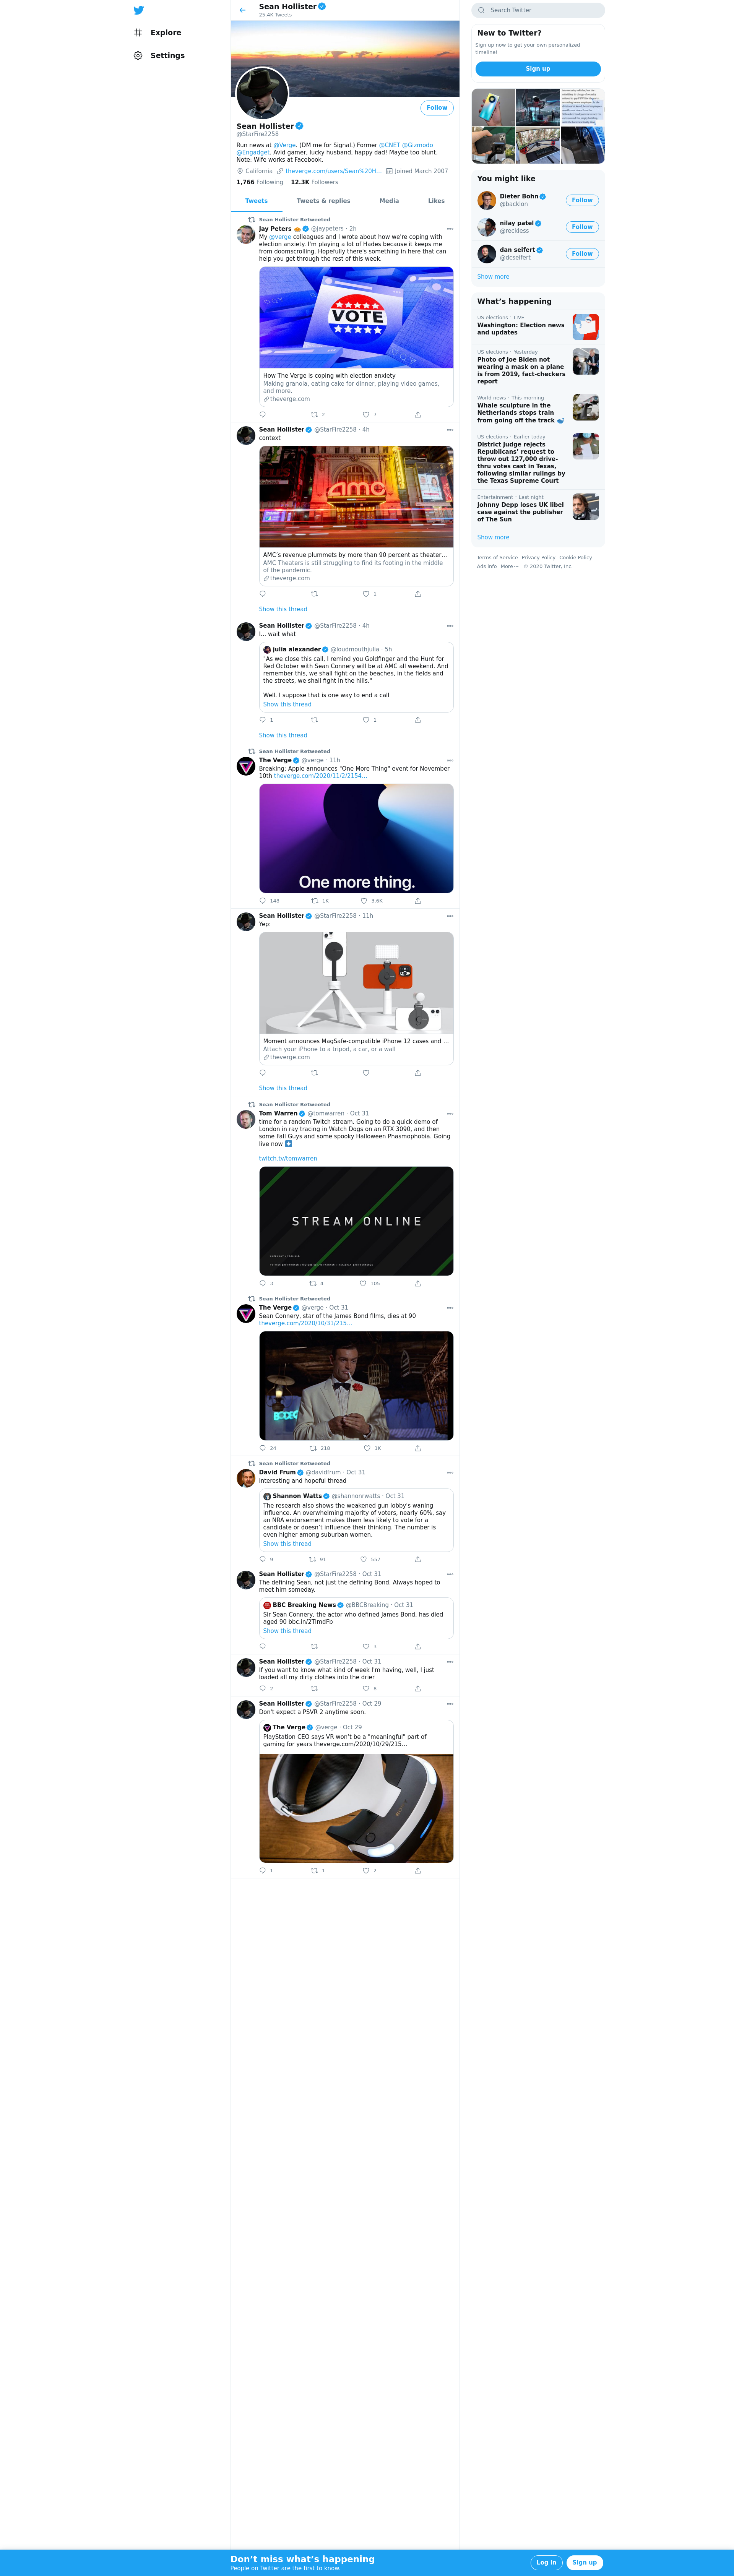 Explore
Settings
Sean Hollister
25.4K Tweets
Follow
Sean Hollister
@StarFire2258
Run news at @Verge. (DM me for Signal.) Former @CNET @Gizmodo
@Engadget. Avid gamer, lucky husband, happy dad! Maybe too blunt.
Note: Wife works at Facebook.
California theverge.com/users/Sean%20H... Joined March 2007
1,766 Following 12.3K Followers
Tweets Tweets & replies Media Likes
Sean Hollister Retweeted
Jay Peters @jaypeters · 2h
My @verge colleagues and I wrote about how we're coping with
election anxiety. I'm playing a lot of Hades because it keeps me
from doomscrolling. Hopefully there's something in here that can
help you get through the rest of this week.
VOTE
How The Verge is coping with election anxiety
Making granola, eating cake for dinner, playing video games,
and more.
theverge.com
2 7
Sean Hollister @StarFire2258 · 4h
context
amc
AMC's revenue plummets by more than 90 percent as theater...
AMC Theaters is still struggling to find its footing in the middle
of the pandemic.
theverge.com
1
Show this thread
Sean Hollister @StarFire2258 · 4h
I... wait what
julia alexander @loudmouthjulia · 5h
"As we close this call, I remind you Goldfinger and the Hunt for
Red October with Sean Connery will be at AMC all weekend. And
remember this, we shall fight on the beaches, in the fields and
the streets, we shall fight in the hills."
Well. I suppose that is one way to end a call
Show this thread
1 1
Show this thread
Sean Hollister Retweeted
The Verge @verge · 11h
Breaking: Apple announces "One More Thing" event for November
10th theverge.com/2020/11/2/2154...
One more thing.
148 1K 3.6K
Sean Hollister @StarFire2258 · 11h
Yep:
Moment announces MagSafe-compatible iPhone 12 cases and ...
Attach your iPhone to a tripod, a car, or a wall
theverge.com
Show this thread
Sean Hollister Retweeted
Tom Warren @tomwarren · Oct 31
time for a random Twitch stream. Going to do a quick demo of
London in ray tracing in Watch Dogs on an RTX 3090, and then
some Fall Guys and some spooky Halloween Phasmophobia. Going
live now ⬇️
twitch.tv/tomwarren
STREAM ONLINE
3 4 105
Sean Hollister Retweeted
The Verge @verge · Oct 31
Sean Connery, star of the James Bond films, dies at 90
theverge.com/2020/10/31/215...
24 218 1K
Sean Hollister Retweeted
David Frum @davidfrum · Oct 31
interesting and hopeful thread
Shannon Watts @shannonrwatts · Oct 31
The research also shows the weakened gun lobby's waning
influence. An overwhelming majority of voters, nearly 60%, say
an NRA endorsement makes them less likely to vote for a
candidate or doesn't influence their thinking. The number is
even higher among suburban women.
Show this thread
9 91 557
Sean Hollister @StarFire2258 · Oct 31
The defining Sean, not just the defining Bond. Always hoped to
meet him someday.
BBC Breaking News @BBCBreaking · Oct 31
Sir Sean Connery, the actor who defined James Bond, has died
aged 90 bbc.in/2TlmdFb
Show this thread
3
Sean Hollister @StarFire2258 · Oct 31
If you want to know what kind of week I'm having, well, I just
loaded all my dirty clothes into the drier
2 8
Sean Hollister @StarFire2258 · Oct 29
Don't expect a PSVR 2 anytime soon.
The Verge @verge · Oct 29
PlayStation CEO says VR won't be a "meaningful" part of
gaming for years theverge.com/2020/10/29/215...
1 1 2
Search Twitter
New to Twitter?
Sign up now to get your own personalized
timeline!
Sign up
You might like
Dieter Bohn
@backlon
Follow
nilay patel
@reckless
Follow
dan seifert
@dcseifert
Follow
Show more
What's happening
US elections · LIVE
Washington: Election news
and updates
US elections · Yesterday
Photo of Joe Biden not
wearing a mask on a plane
is from 2019, fact-checkers
report
World news · This morning
Whale sculpture in the
Netherlands stops train
from going off the track 🐋
US elections · Earlier today
District Judge rejects
Republicans' request to
throw out 127,000 drive-
thru votes cast in Texas,
following similar rulings by
the Texas Supreme Court
Entertainment · Last night
Johnny Depp loses UK libel
case against the publisher
of The Sun
Show more
Terms of Service Privacy Policy Cookie Policy
Ads info More © 2020 Twitter, Inc.
Don't miss what's happening
People on Twitter are the first to know.
Log in Sign up